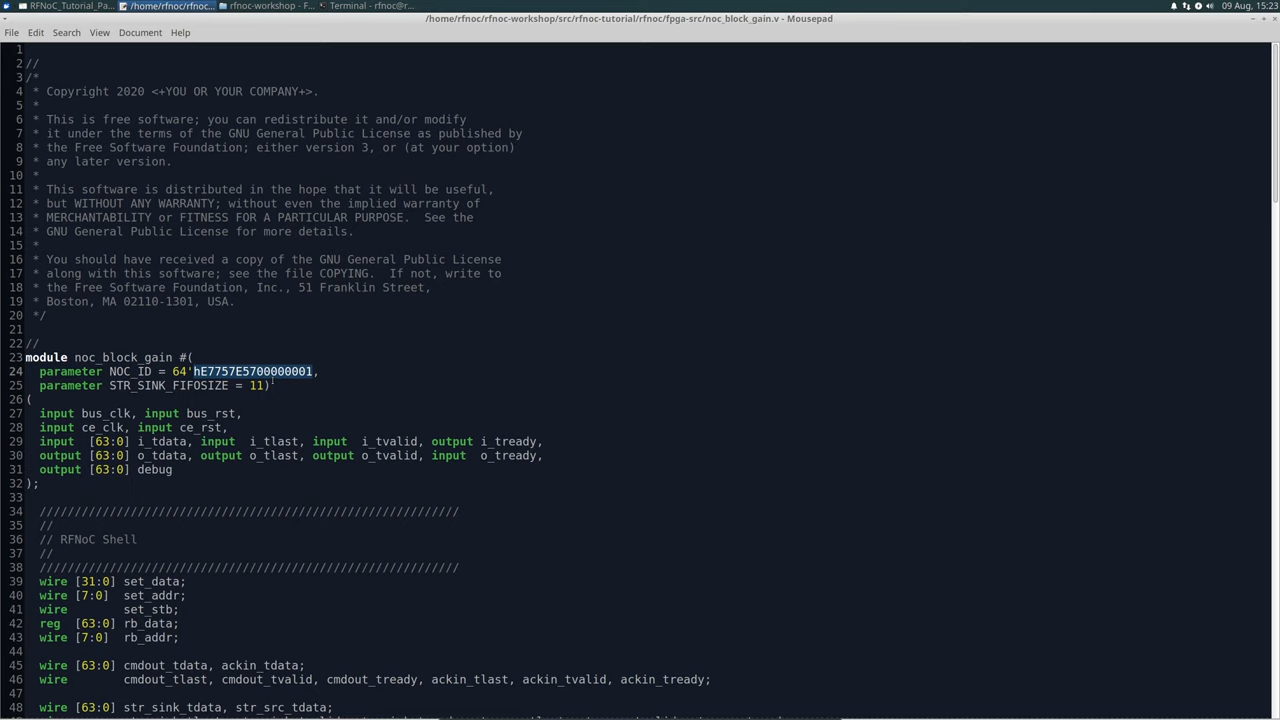 RFNoC_Tutorial_Pa... /home/rfnoc/rfnoc... rfnoc-workshop - F... Terminal - rfnoc@r... 09 Aug, 15:23
/home/rfnoc/rfnoc-workshop/src/rfnoc-tutorial/rfnoc/fpga-src/noc_block_gain.v - Mousepad
File Edit Search View Document Help
1
2 //
3 /*
4  * Copyright 2020 <+YOU OR YOUR COMPANY+>.
5  *
6  * This is free software; you can redistribute it and/or modify
7  * it under the terms of the GNU General Public License as published by
8  * the Free Software Foundation; either version 3, or (at your option)
9  * any later version.
10  *
11  * This software is distributed in the hope that it will be useful,
12  * but WITHOUT ANY WARRANTY; without even the implied warranty of
13  * MERCHANTABILITY or FITNESS FOR A PARTICULAR PURPOSE.  See the
14  * GNU General Public License for more details.
15  *
16  * You should have received a copy of the GNU General Public License
17  * along with this software; see the file COPYING.  If not, write to
18  * the Free Software Foundation, Inc., 51 Franklin Street,
19  * Boston, MA 02110-1301, USA.
20  */
21
22 //
23 module noc_block_gain #(
24   parameter NOC_ID = 64'hE7757E5700000001,
25   parameter STR_SINK_FIFOSIZE = 11)
26 (
27   input bus_clk, input bus_rst,
28   input ce_clk, input ce_rst,
29   input  [63:0] i_tdata, input  i_tlast, input  i_tvalid, output i_tready,
30   output [63:0] o_tdata, output o_tlast, output o_tvalid, input  o_tready,
31   output [63:0] debug
32 );
33
34   ////////////////////////////////////////////////////////////
35   //
36   // RFNoC Shell
37   //
38   ////////////////////////////////////////////////////////////
39   wire [31:0] set_data;
40   wire [7:0]  set_addr;
41   wire        set_stb;
42   reg  [63:0] rb_data;
43   wire [7:0]  rb_addr;
44
45   wire [63:0] cmdout_tdata, ackin_tdata;
46   wire        cmdout_tlast, cmdout_tvalid, cmdout_tready, ackin_tlast, ackin_tvalid, ackin_tready;
47
48   wire [63:0] str_sink_tdata, str_src_tdata;